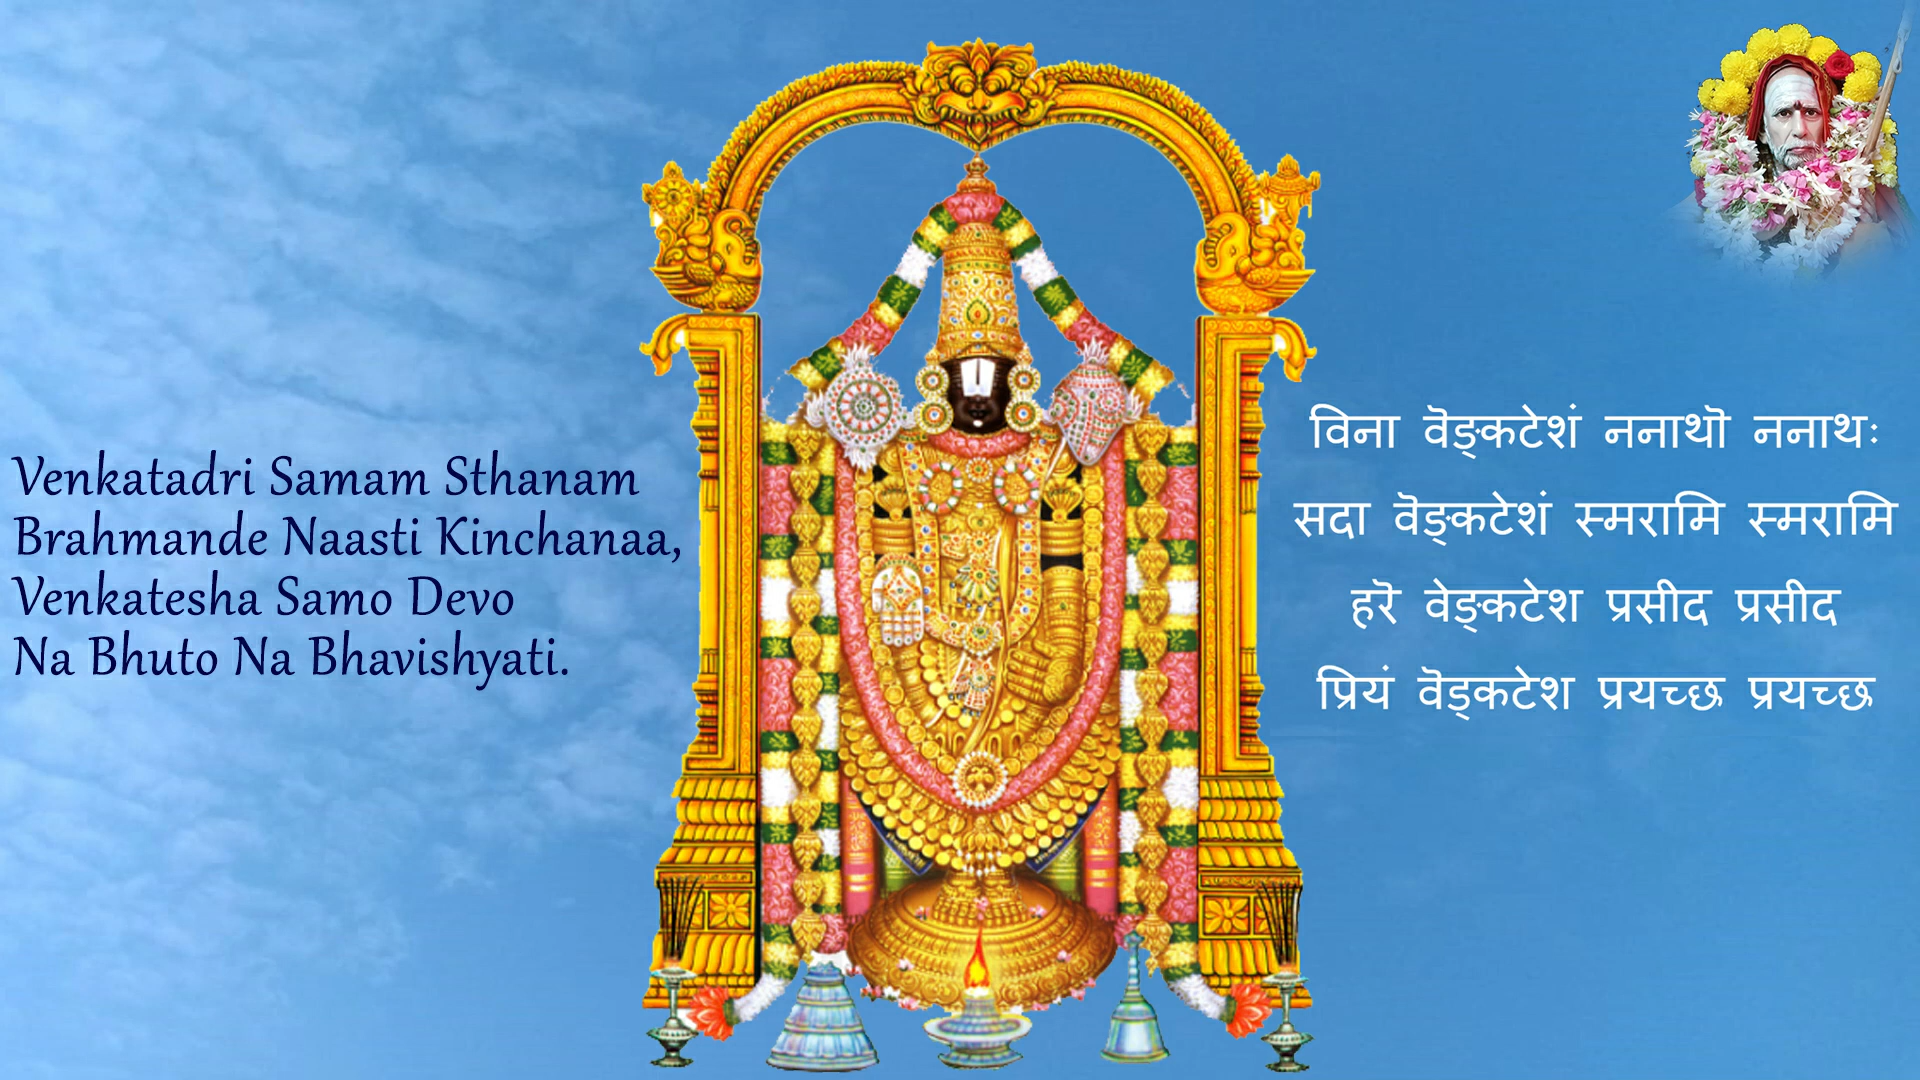 Venkatadri Samam Sthanam
Brahmande Naasti Kinchanaa,
Venkatesha Samo Devo
Na Bhuto Na Bhavishyati.
विना वॆङ्कटेशं ननाथॊ ननाथः
सदा वॆङ्कटेशं स्मरामि स्मरामि
हरॆ वेङ्कटेश प्रसीद प्रसीद
प्रियं वॆङ्कटेश प्रयच्छ प्रयच्छ